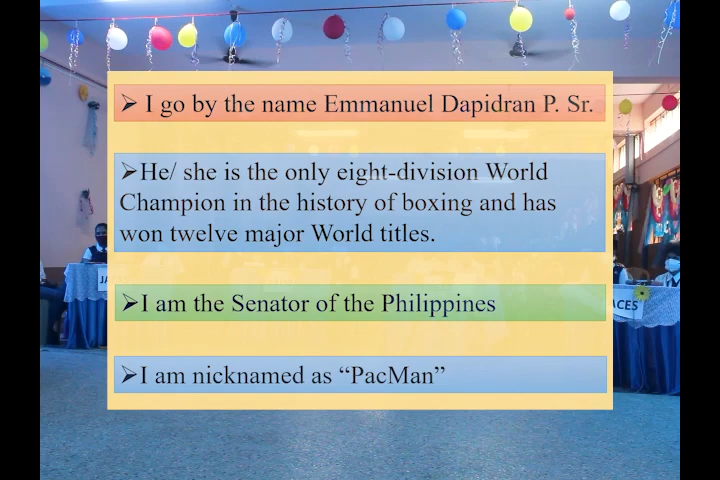 ➢ I go by the name Emmanuel Dapidran P. Sr.
➢He/ she is the only eight-division World
Champion in the history of boxing and has
won twelve major World titles.
➢I am the Senator of the Philippines
➢I am nicknamed as “PacMan”